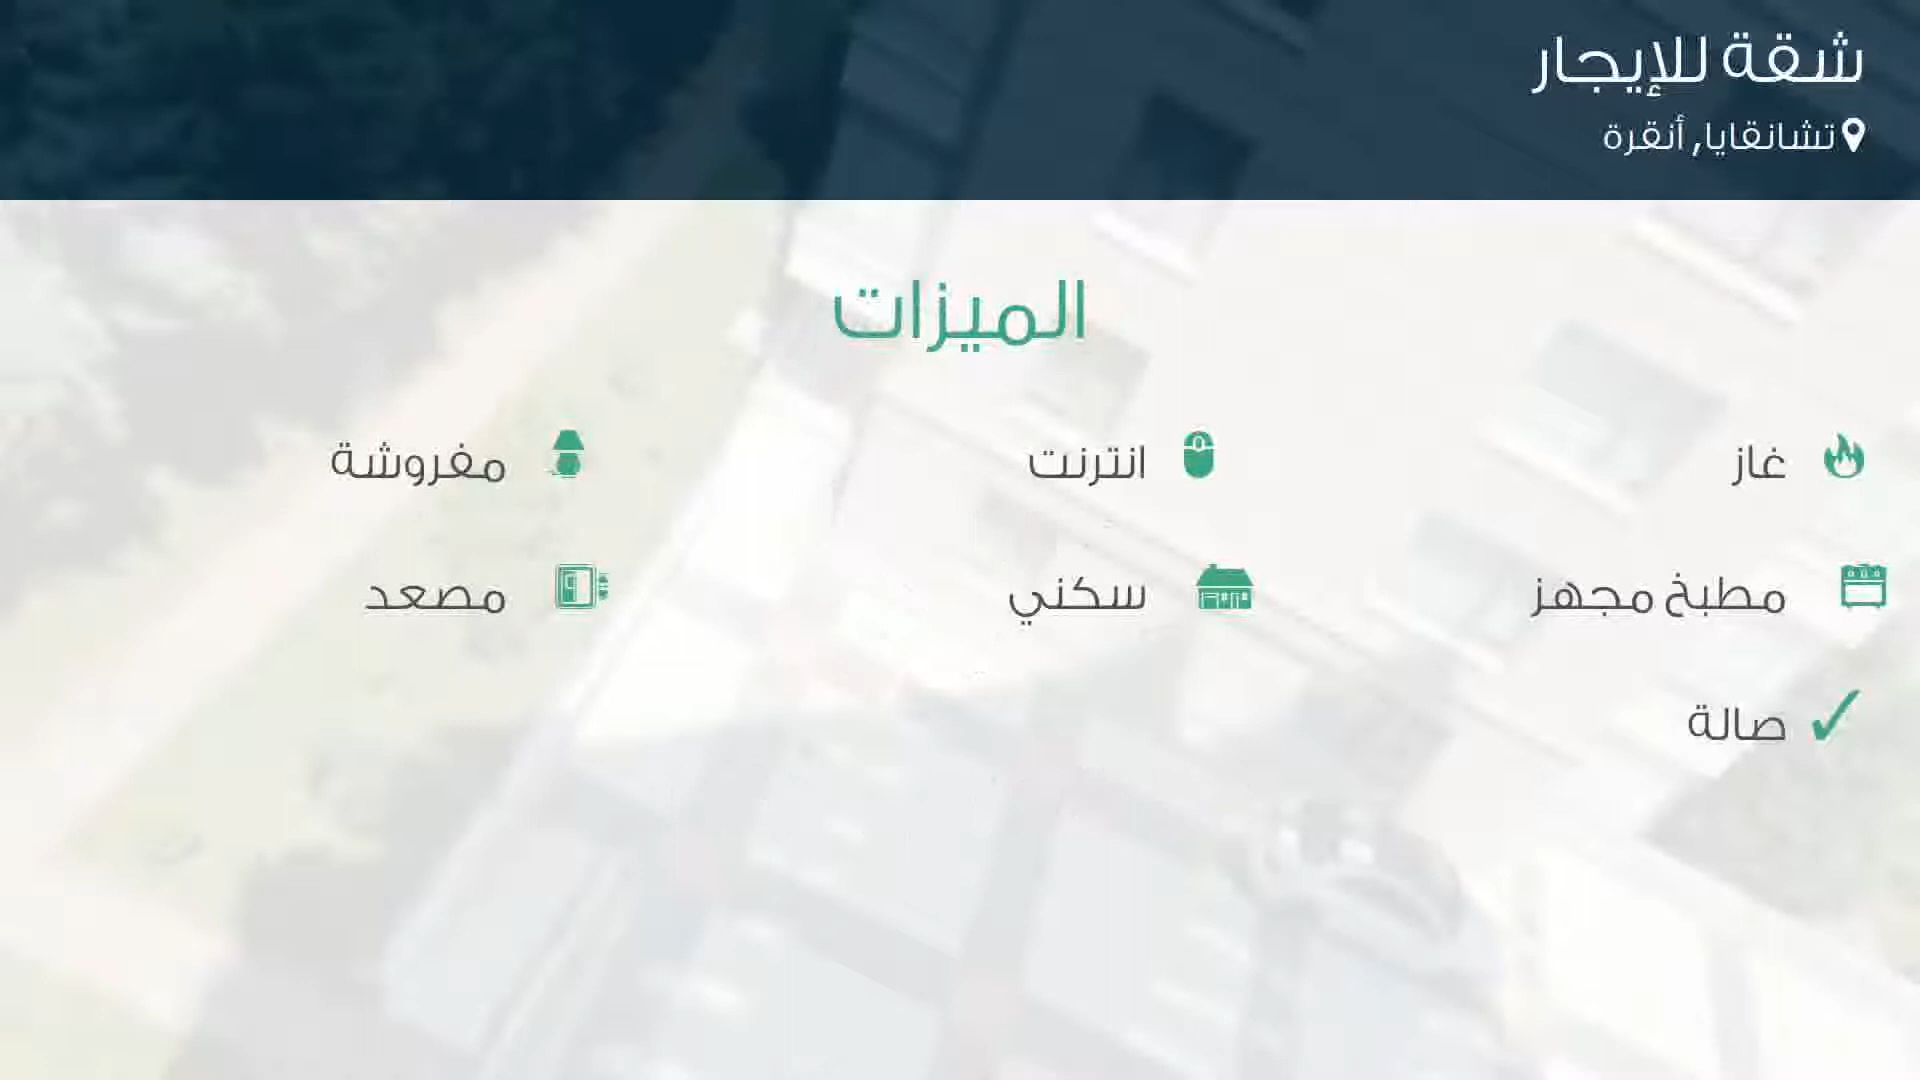 شقة للإيجار
تشانقايا, أنقرة
الميزات
غاز
انترنت
مفروشة
مطبخ مجهز
سكني
مصعد
صالة